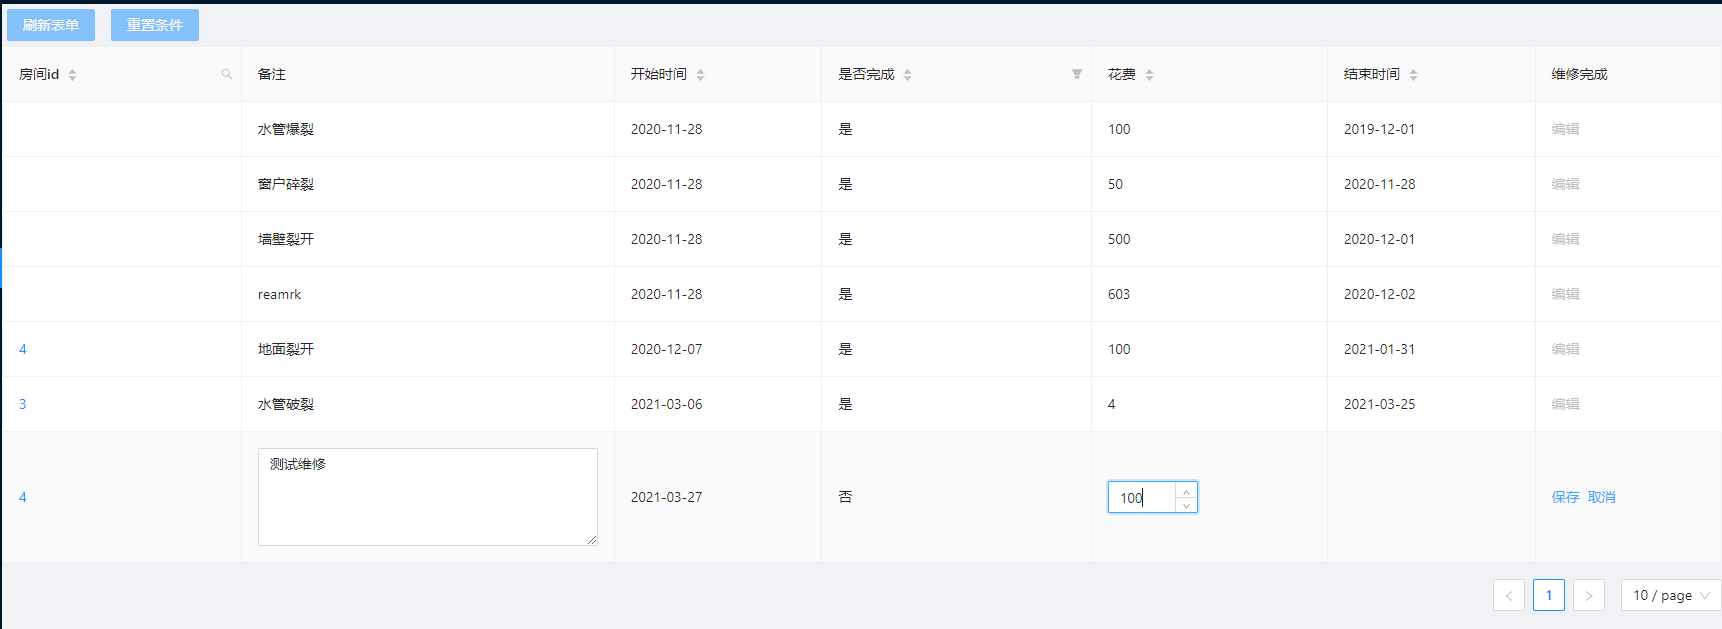 刷新表单 重置条件
房间id 备注 开始时间 是否完成 花费 结束时间 维修完成
水管爆裂 2020-11-28 是 100 2019-12-01 编辑
窗户碎裂 2020-11-28 是 50 2020-11-28 编辑
墙壁裂开 2020-11-28 是 500 2020-12-01 编辑
reamrk 2020-11-28 是 603 2020-12-02 编辑
4 地面裂开 2020-12-07 是 100 2021-01-31 编辑
3 水管破裂 2021-03-06 是 4 2021-03-25 编辑
4 测试维修 2021-03-27 否 100 保存 取消
< 1 > 10 / page